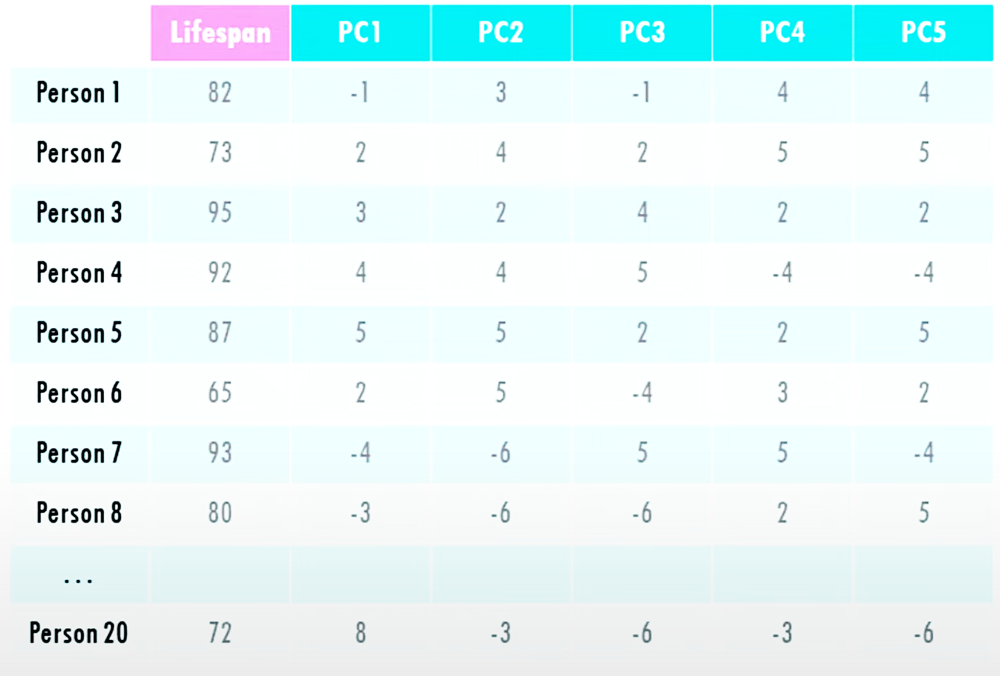 Lifespan PC1 PC2 PC3 PC4 PC5
Person 1 82 -1 3 -1 4 4
Person 2 73 2 4 2 5 5
Person 3 95 3 2 4 2 2
Person 4 92 4 4 5 -4 -4
Person 5 87 5 5 2 2 5
Person 6 65 2 5 -4 3 2
Person 7 93 -4 -6 5 5 -4
Person 8 80 -3 -6 -6 2 5
...
Person 20 72 8 -3 -6 -3 -6